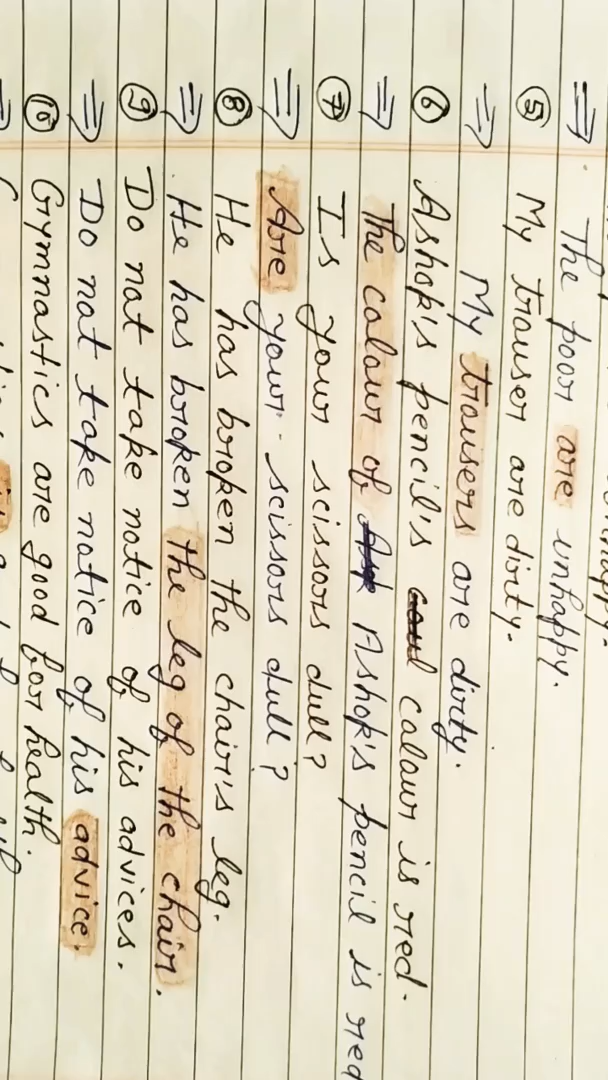 unhappy.
⇒ The poor are unhappy.
⑤ My trouser are dirty.
⇒ My trousers are dirty.
⑥ Ashok's pencil's colour is red.
⇒ The colour of Ashok's pencil is red
⑦ Is your scissors dull?
⇒ Are your scissors dull?
⑧ He has broken the chair's leg.
⇒ He has broken the leg of the chair.
⑨ Do not take notice of his advices.
⇒ Do not take notice of his advice.
⑩ Gymnastics are good for health.